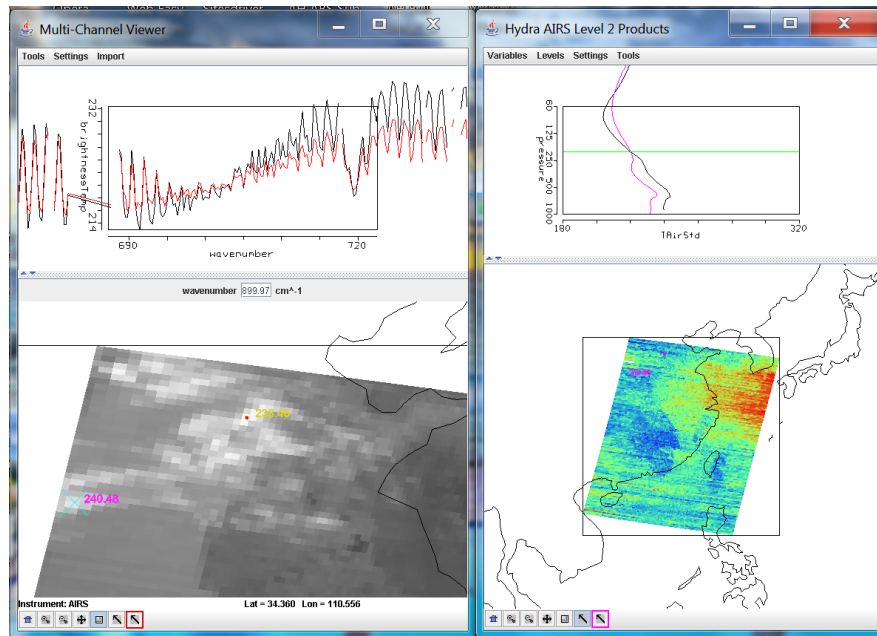 Multi-Channel Viewer
Tools Settings Import
232
brightnessTemp
214
690
720
wavenumber
wavenumber 899.97 cm^-1
240.48
Instrument: AIRS
Lat = 34.360 Lon = 110.556
Hydra AIRS Level 2 Products
Variables Levels Settings Tools
60
125
250
500
1000
pressure
180
TAirStd
320